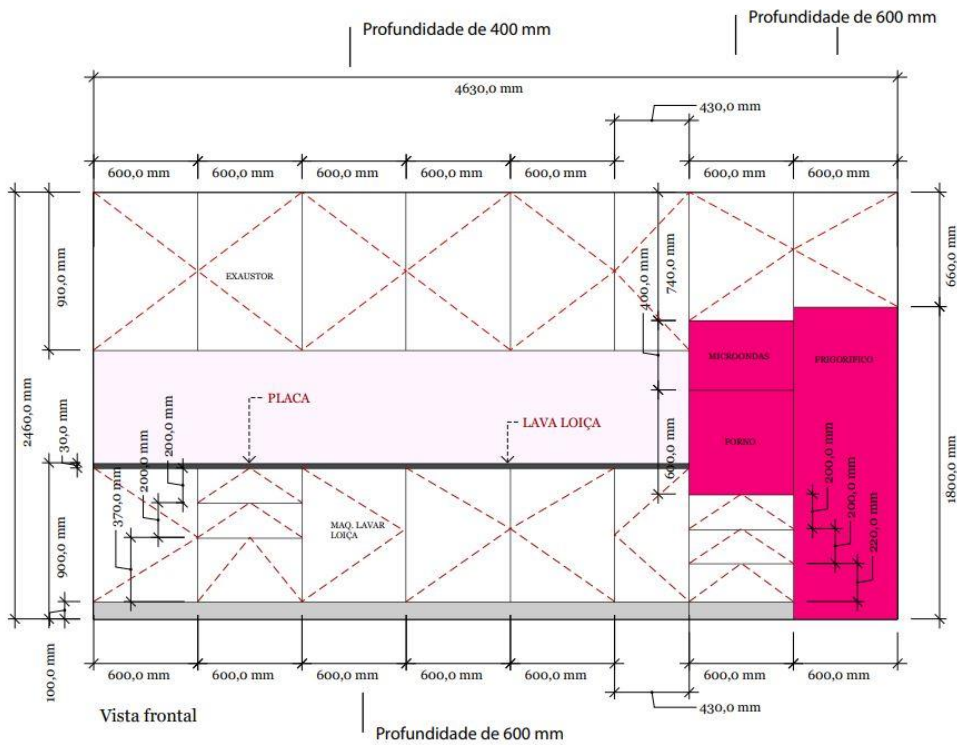 Profundidade de 400 mm
Profundidade de 600 mm
4630,0 mm
430,0 mm
600,0 mm
600,0 mm
600,0 mm
600,0 mm
600,0 mm
600,0 mm
600,0 mm
2460,0 mm
910,0 mm
EXAUSTOR
400,0 mm
740,0 mm
660,0 mm
MICROONDAS
FRIGORIFICO
PLACA
LAVA LOIÇA
FORNO
30,0 mm
200,0 mm
200,0 mm
370,0 mm
600,0 mm
200,0 mm
200,0 mm
220,0 mm
1800,0 mm
MAQ. LAVAR
LOIÇA
900,0 mm
100,0 mm
600,0 mm
600,0 mm
600,0 mm
600,0 mm
600,0 mm
600,0 mm
600,0 mm
430,0 mm
Vista frontal
Profundidade de 600 mm